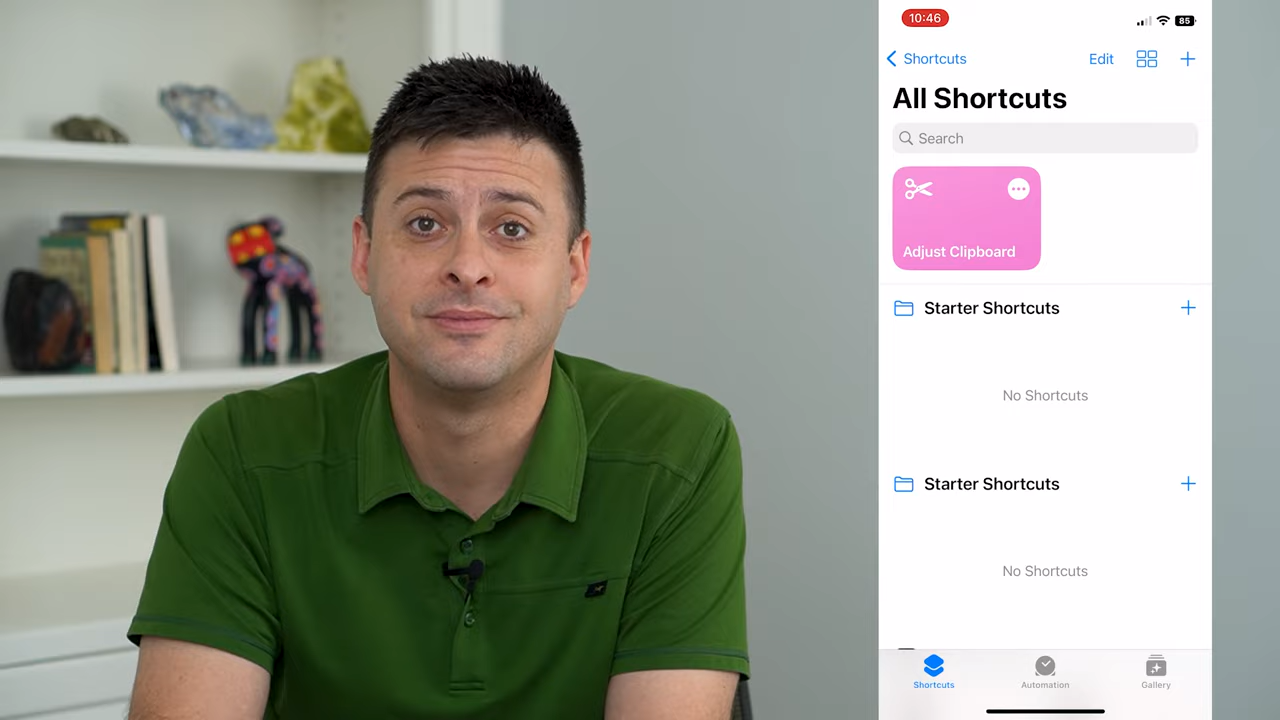 10:46
85
Shortcuts
Edit
All Shortcuts
Search
Adjust Clipboard
Starter Shortcuts
No Shortcuts
Starter Shortcuts
No Shortcuts
Shortcuts
Automation
Gallery